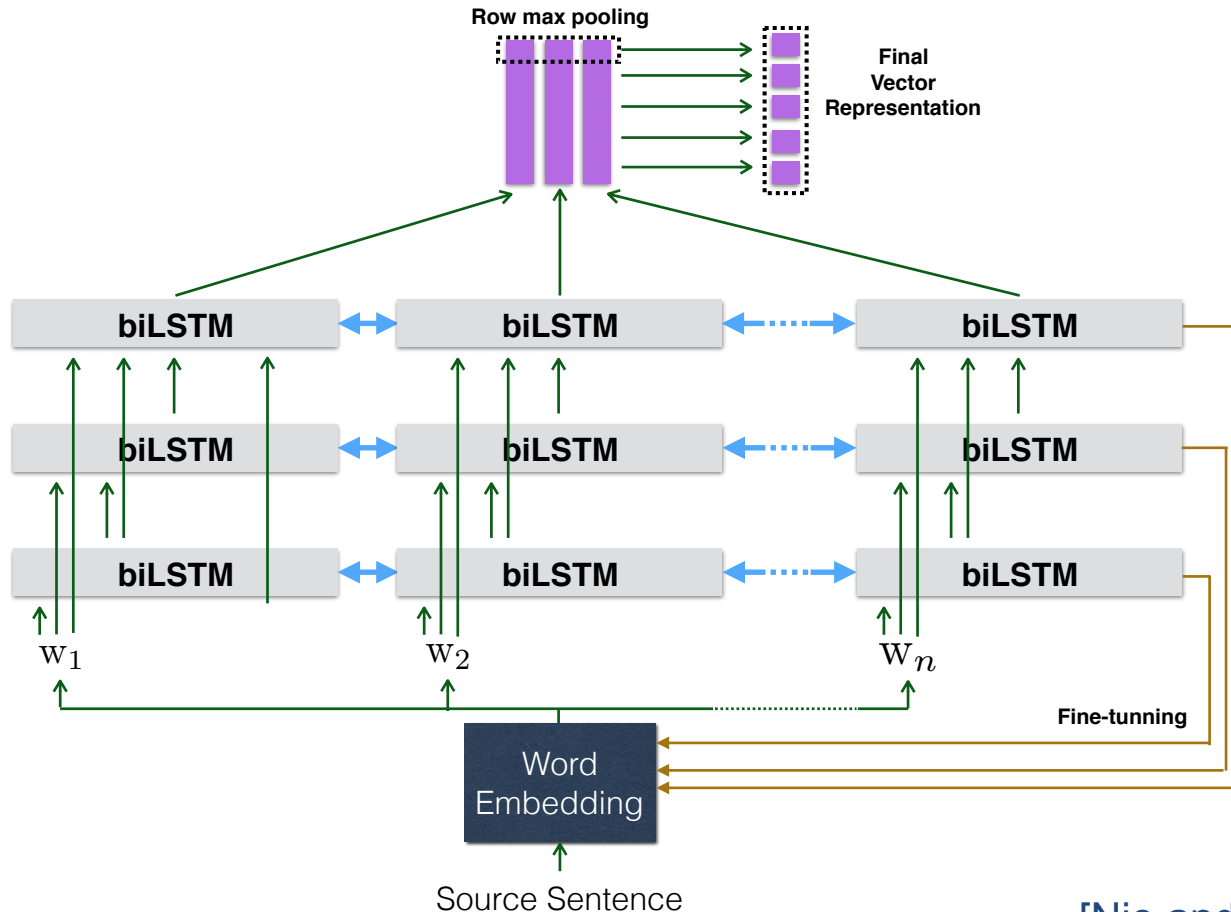 Row max pooling
Final
Vector
Representation
biLSTM biLSTM biLSTM
biLSTM biLSTM biLSTM
biLSTM biLSTM biLSTM
w₁ w₂ wₙ
Fine-tunning
Word
Embedding
Source Sentence